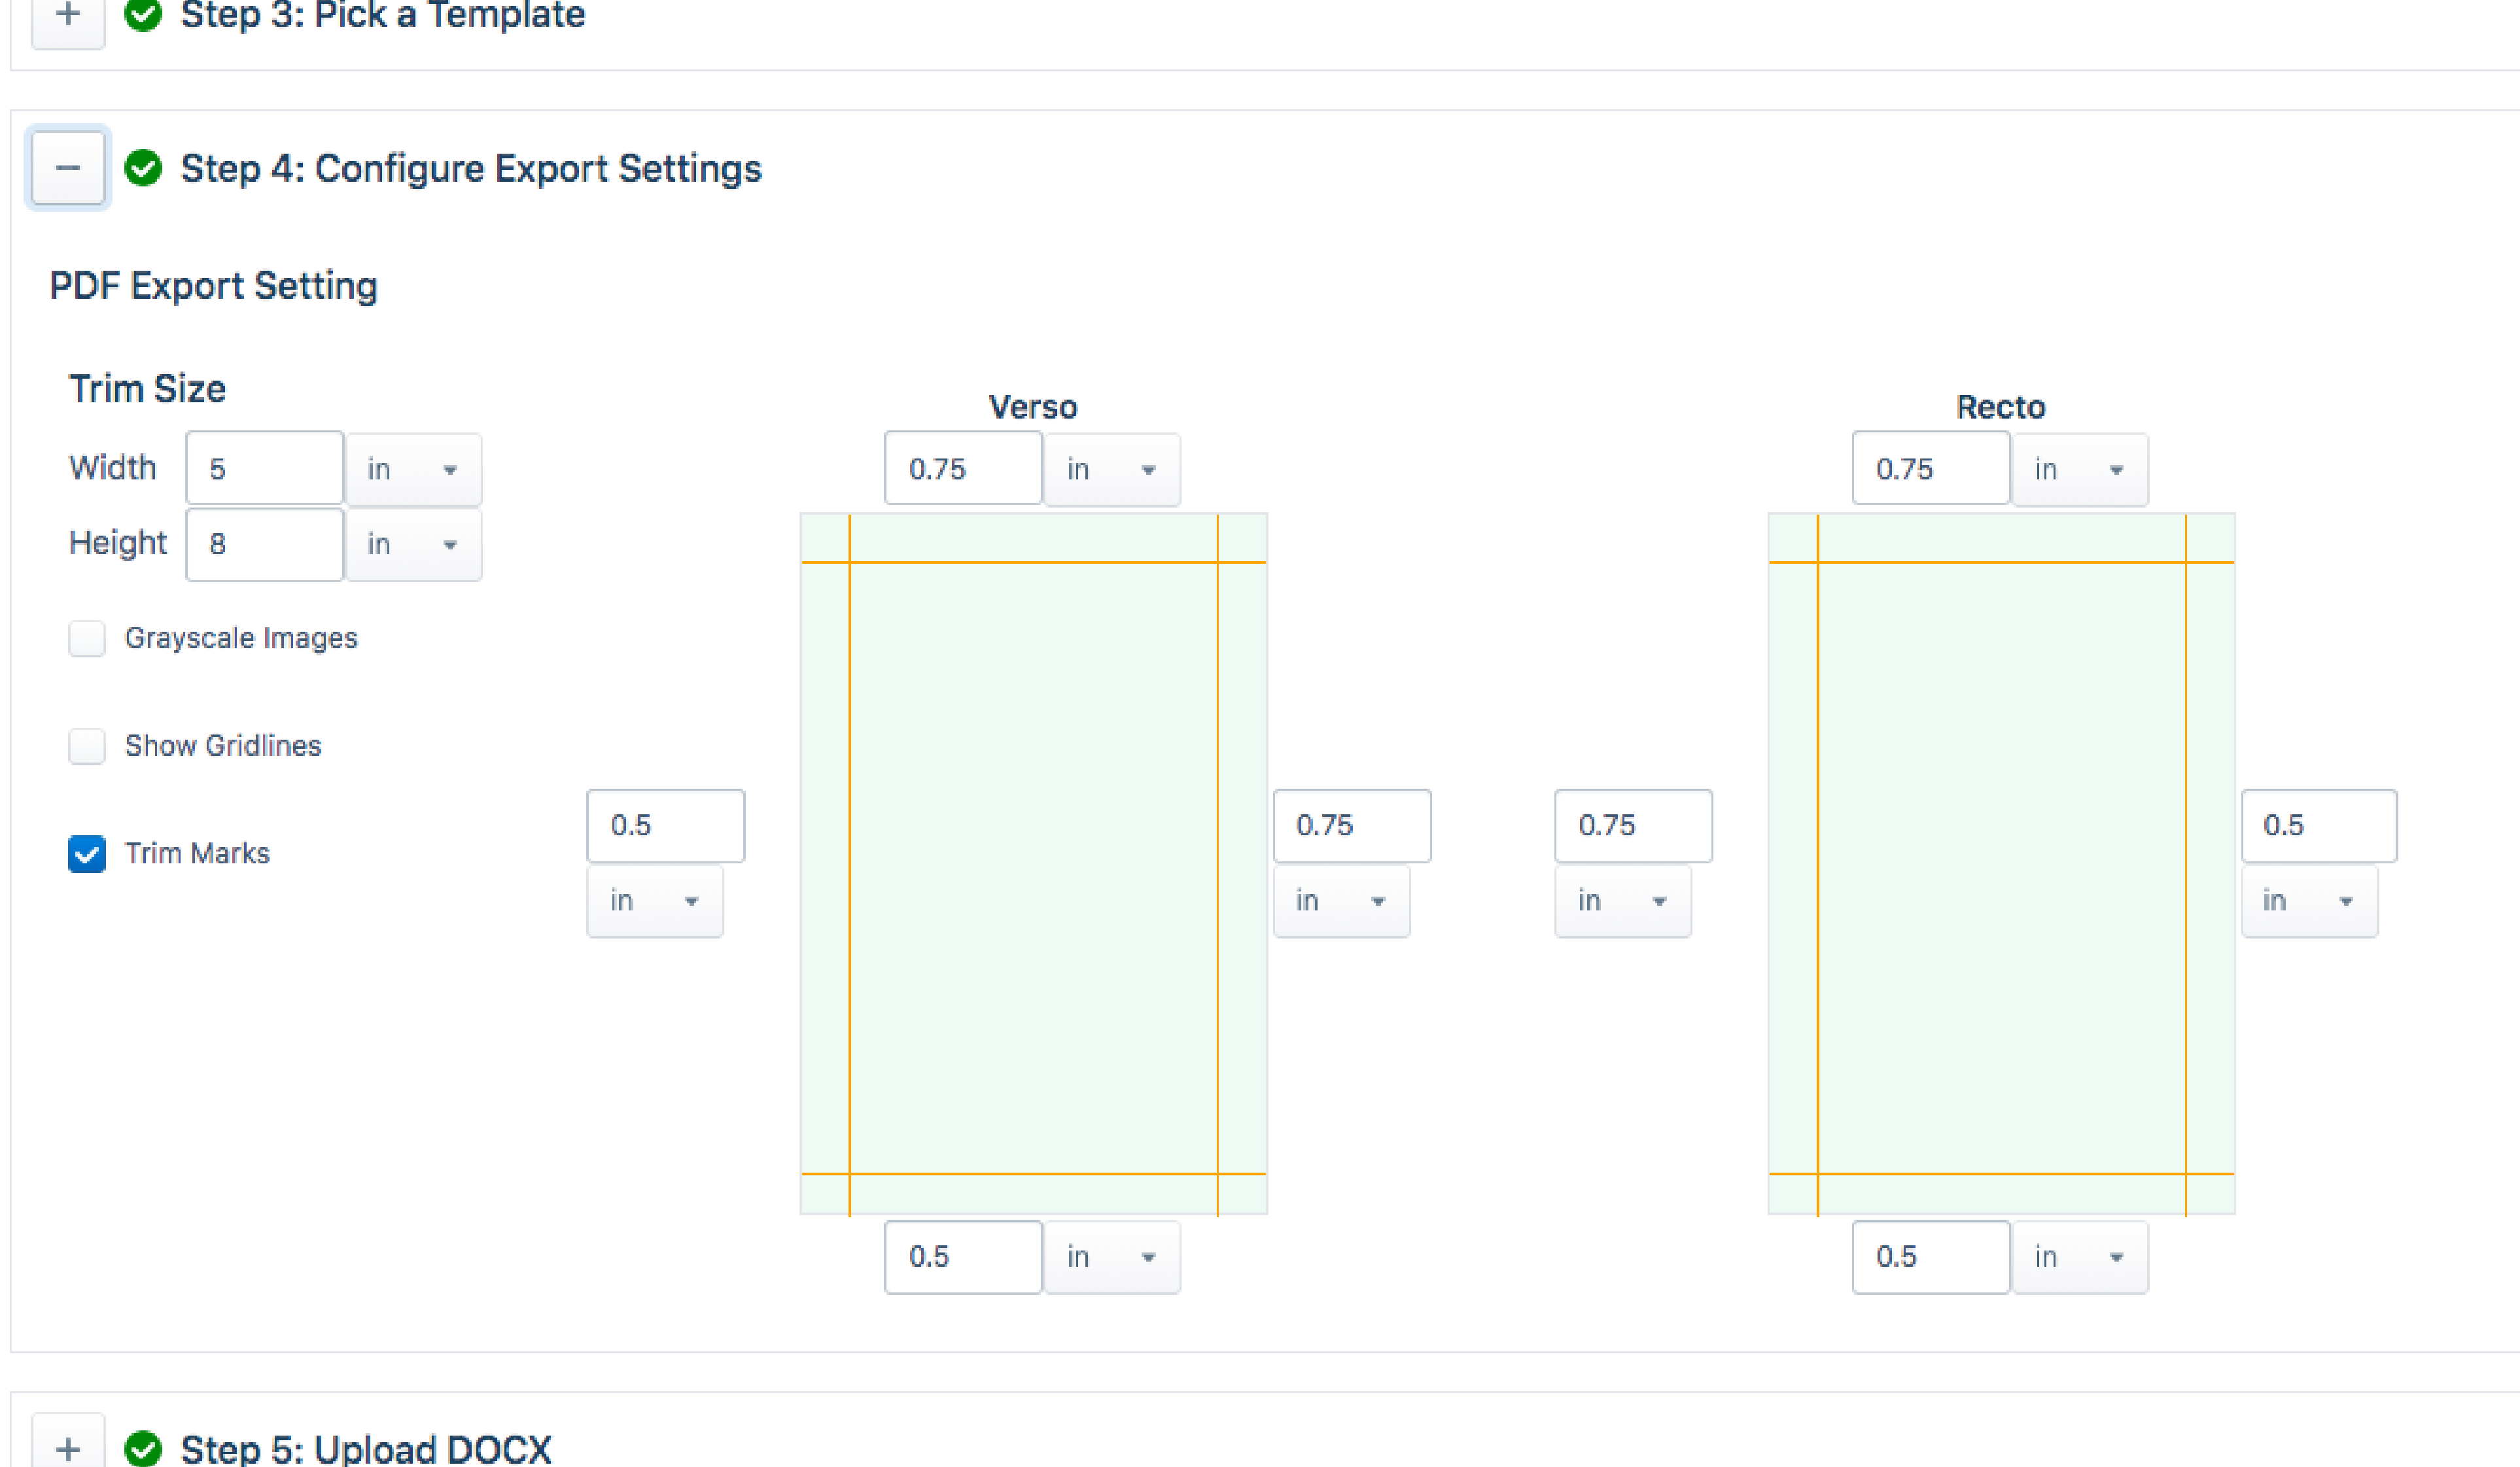 Step 3: Pick a Template
Step 4: Configure Export Settings
PDF Export Setting
Trim Size
Width 5 in
Height 8 in
Grayscale Images
Show Gridlines
Trim Marks
Verso
0.75 in
0.5 in
0.75 in
0.5 in
Recto
0.75 in
0.75 in
0.5 in
0.5 in
Step 5: Upload DOCX